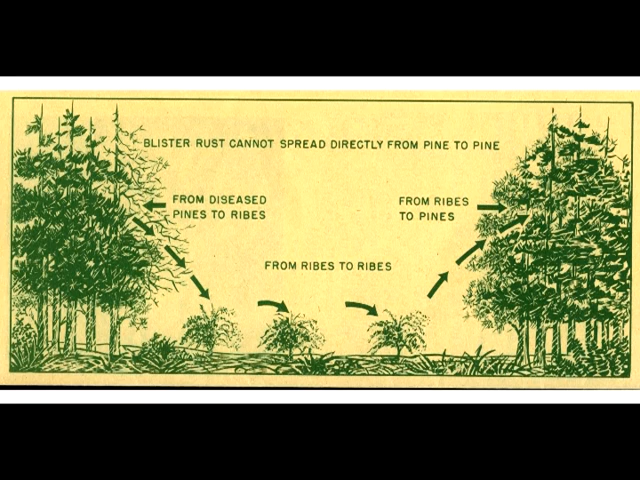 BLISTER RUST CANNOT SPREAD DIRECTLY FROM PINE TO PINE
FROM DISEASED
PINES TO RIBES
FROM RIBES
TO PINES
FROM RIBES TO RIBES